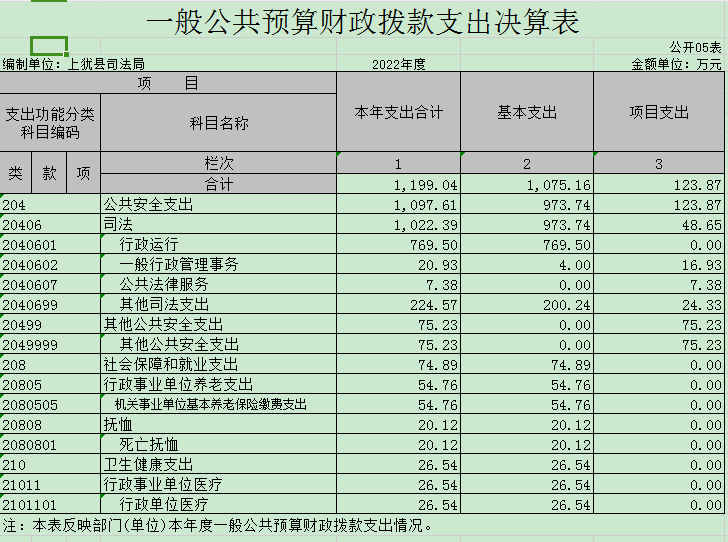 一般公共预算财政拨款支出决算表
公开05表
编制单位：上犹县司法局 2022年度 金额单位：万元
项 目 本年支出合计 基本支出 项目支出
支出功能分类科目编码 科目名称
类 款 项 栏次 1 2 3
合计 1,199.04 1,075.16 123.87
204 公共安全支出 1,097.61 973.74 123.87
20406 司法 1,022.39 973.74 48.65
2040601 行政运行 769.50 769.50 0.00
2040602 一般行政管理事务 20.93 4.00 16.93
2040607 公共法律服务 7.38 0.00 7.38
2040699 其他司法支出 224.57 200.24 24.33
20499 其他公共安全支出 75.23 0.00 75.23
2049999 其他公共安全支出 75.23 0.00 75.23
208 社会保障和就业支出 74.89 74.89 0.00
20805 行政事业单位养老支出 54.76 54.76 0.00
2080505 机关事业单位基本养老保险缴费支出 54.76 54.76 0.00
20808 抚恤 20.12 20.12 0.00
2080801 死亡抚恤 20.12 20.12 0.00
210 卫生健康支出 26.54 26.54 0.00
21011 行政事业单位医疗 26.54 26.54 0.00
2101101 行政单位医疗 26.54 26.54 0.00
注：本表反映部门(单位)本年度一般公共预算财政拨款支出情况。